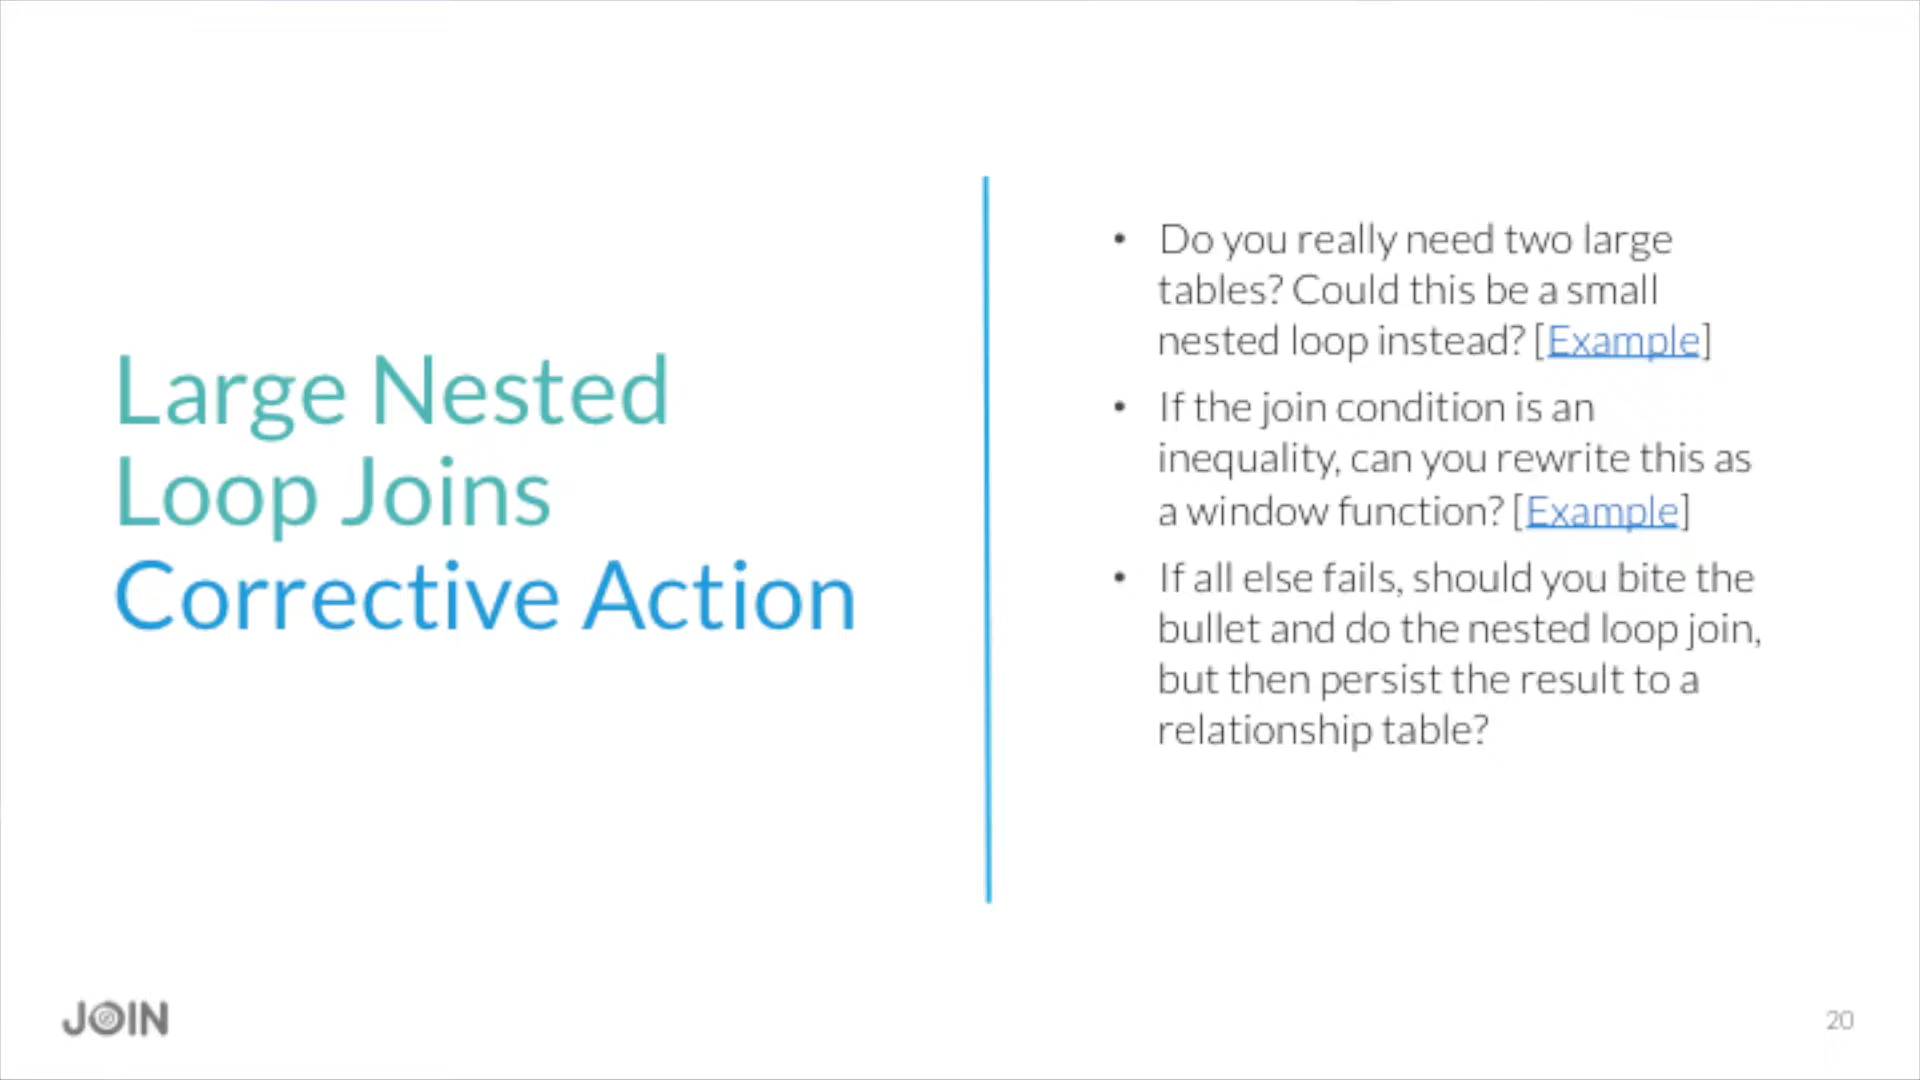 Large Nested
Loop Joins
Corrective Action
• Do you really need two large
tables? Could this be a small
nested loop instead? [Example]
• If the join condition is an
inequality, can you rewrite this as
a window function? [Example]
• If all else fails, should you bite the
bullet and do the nested loop join,
but then persist the result to a
relationship table?
JOIN
20